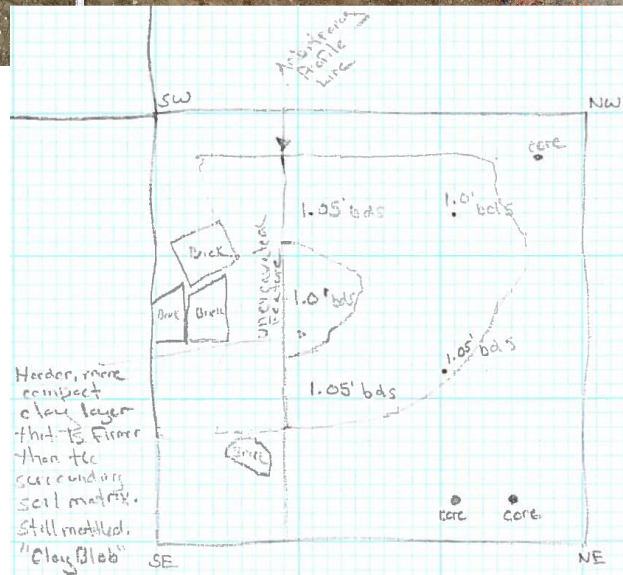 Arbitrary
Profile
Line
SW
NW
core
1.05' bds
1.0' bds
Brick
unexcavated
Feature
Brick
Brick
1.0' bds
1.05' bds
1.05' bds
Harder, more
compact
clay layer
that is Firmer
than the
surrounding
soil matrix.
Still mottled.
"Clay Blob"
Brick
core
core
SE
NE